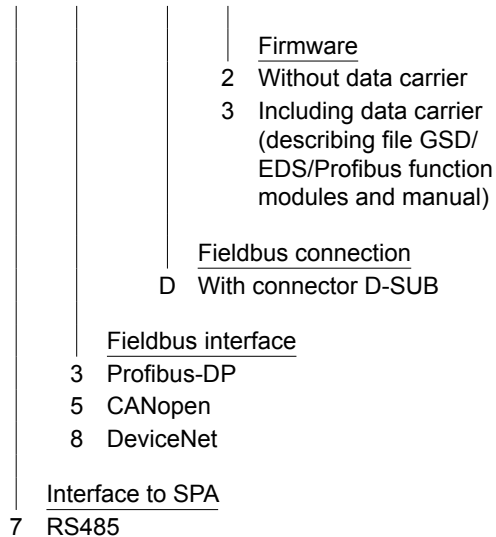 Firmware
2 Without data carrier
3 Including data carrier
(describing file GSD/
EDS/Profibus function
modules and manual)
Fieldbus connection
D With connector D-SUB
Fieldbus interface
3 Profibus-DP
5 CANopen
8 DeviceNet
Interface to SPA
7 RS485